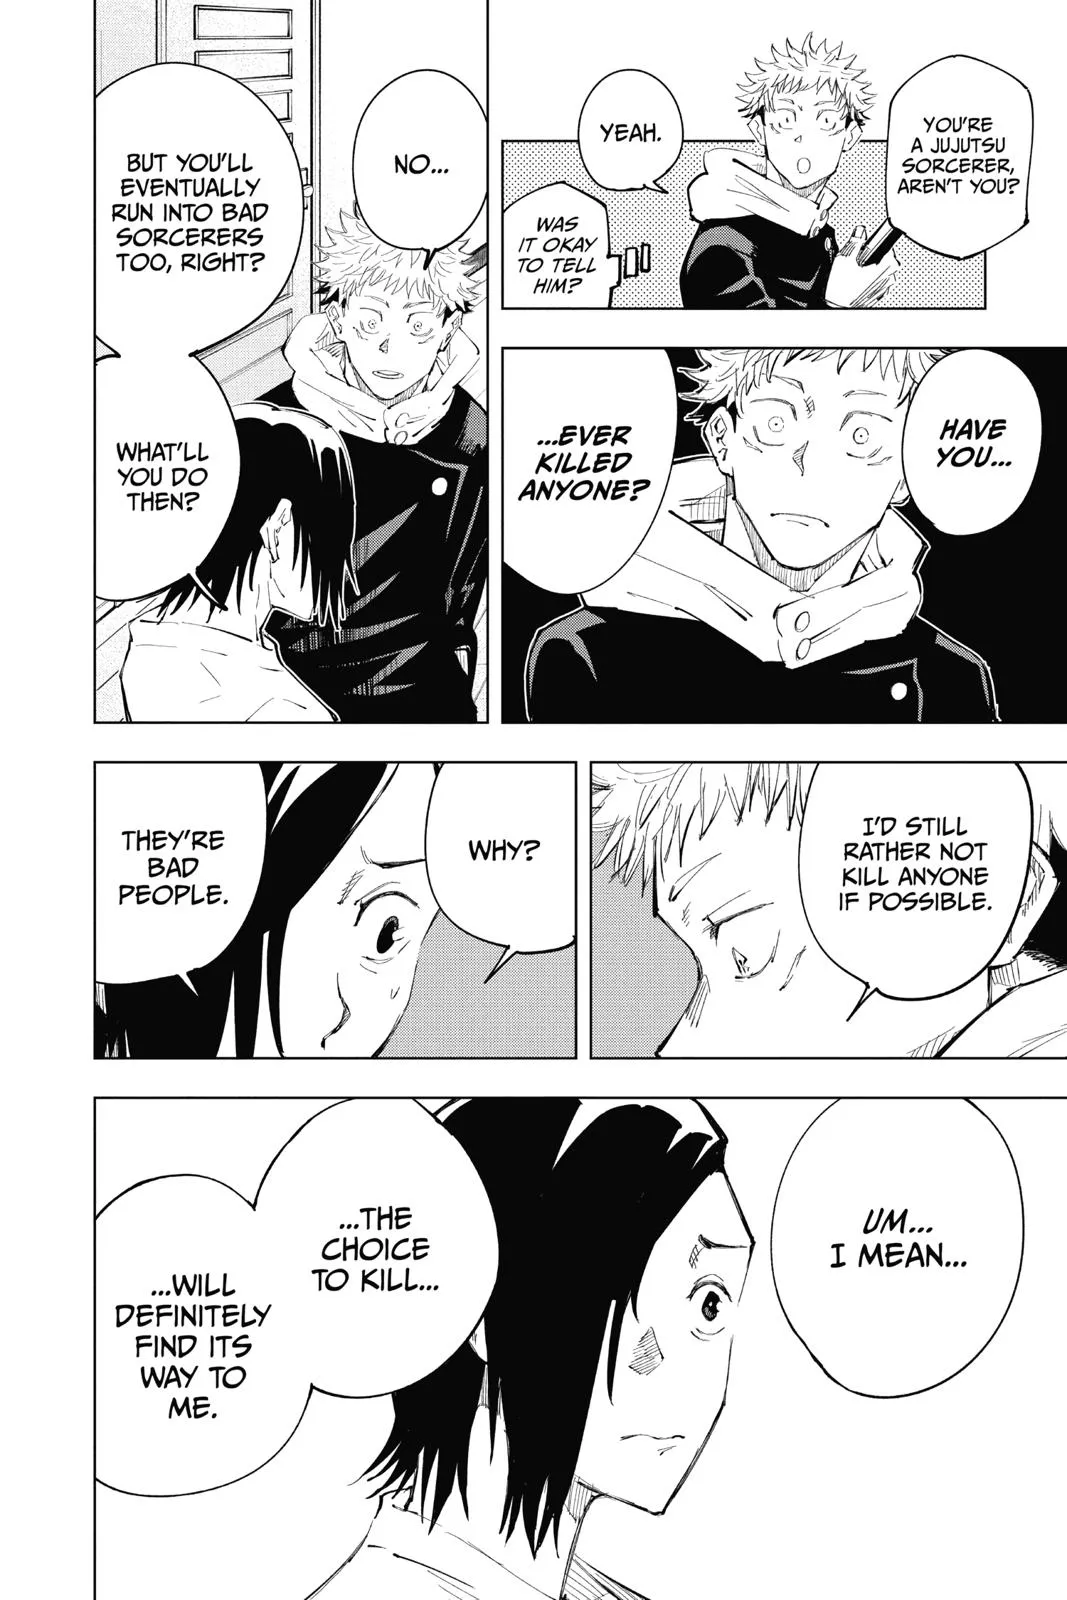 YOU'RE
A JUJUTSU
SORCERER,
AREN'T YOU?
YEAH.
WAS
IT OKAY
TO TELL
HIM?
HAVE
YOU...
...EVER
KILLED
ANYONE?
NO...
BUT YOU'LL
EVENTUALLY
RUN INTO BAD
SORCERERS
TOO, RIGHT?
WHAT'LL
YOU DO
THEN?
I'D STILL
RATHER NOT
KILL ANYONE
IF POSSIBLE.
WHY?
THEY'RE
BAD
PEOPLE.
UM...
I MEAN...
...THE
CHOICE
TO KILL...
...WILL
DEFINITELY
FIND ITS
WAY TO
ME.